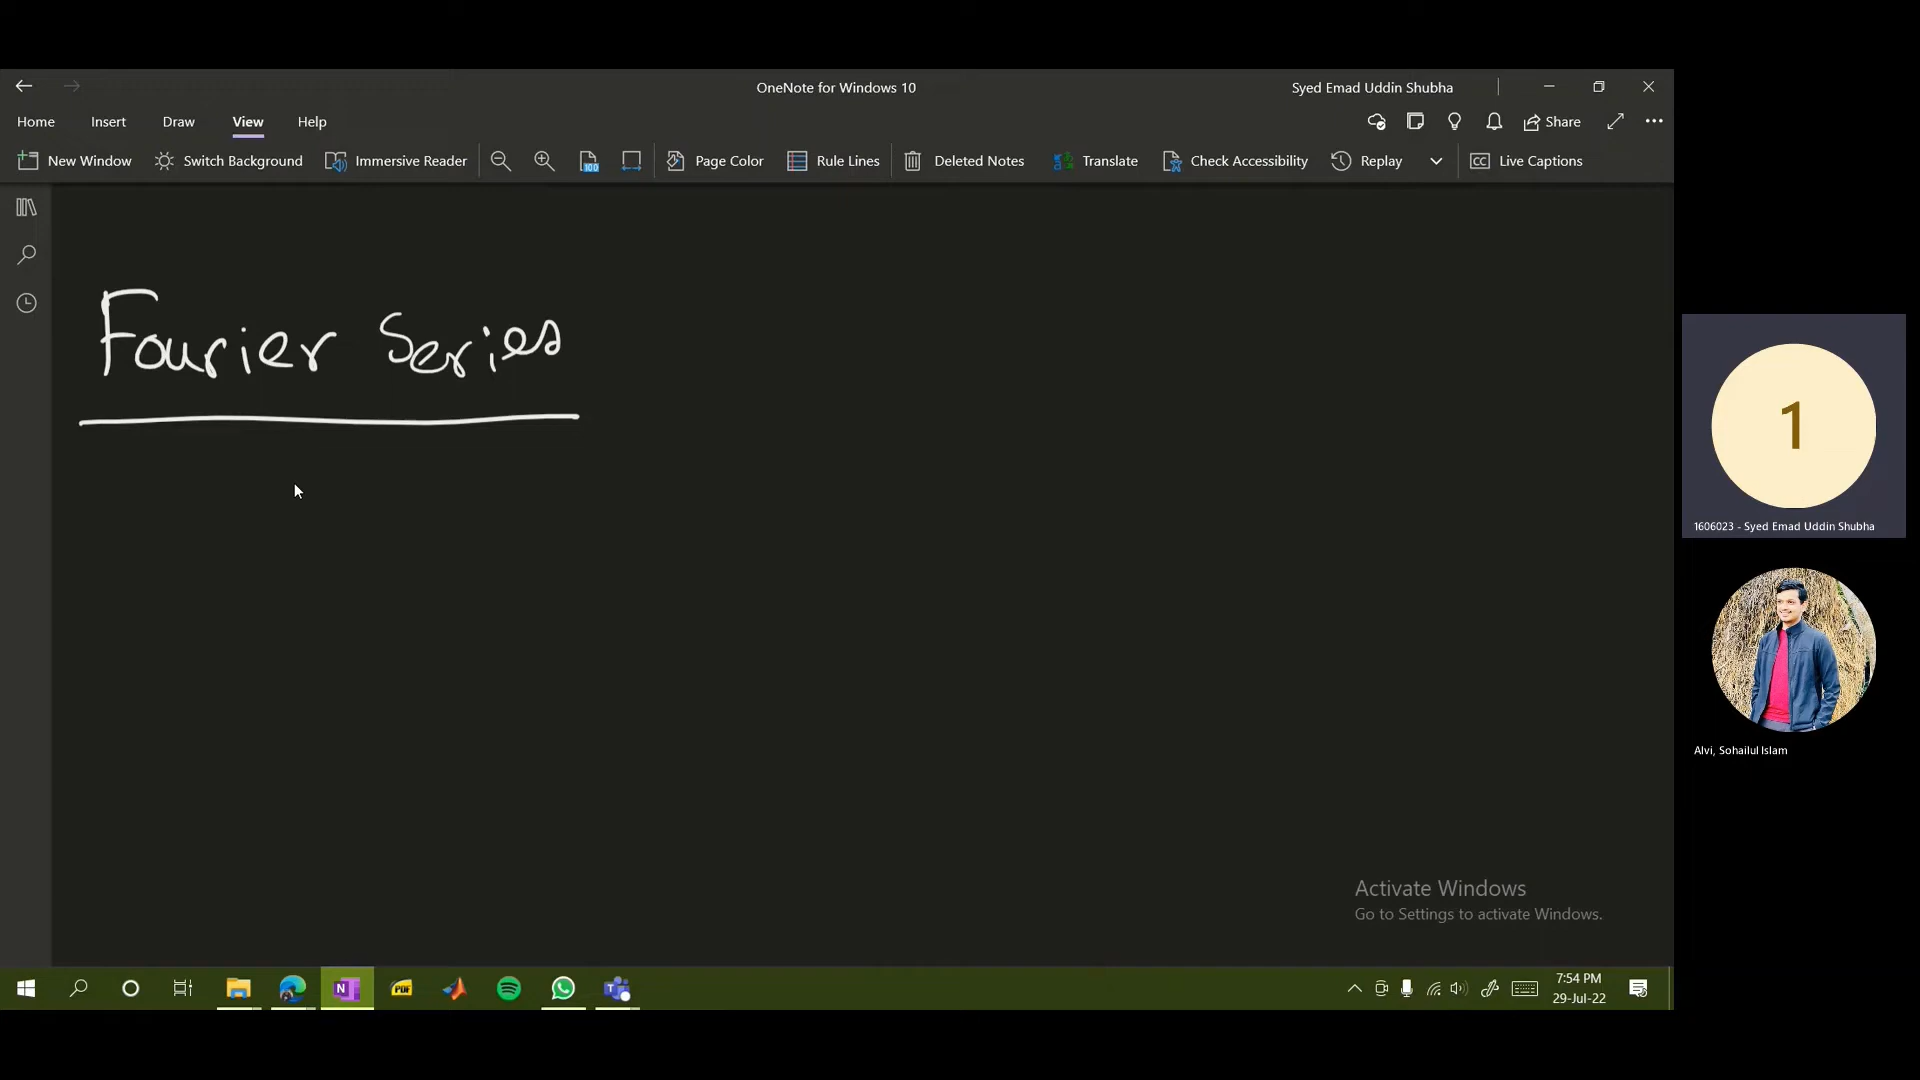 OneNote for Windows 10
Syed Emad Uddin Shubha
Home Insert Draw View Help
Share
New Window Switch Background Immersive Reader 100 Page Color Rule Lines Deleted Notes Translate Check Accessibility Replay CC Live Captions
Fourier Series
1
1606023 - Syed Emad Uddin Shubha
Alvi, Sohailul Islam
Activate Windows
Go to Settings to activate Windows.
N PDF
7:54 PM
29-Jul-22